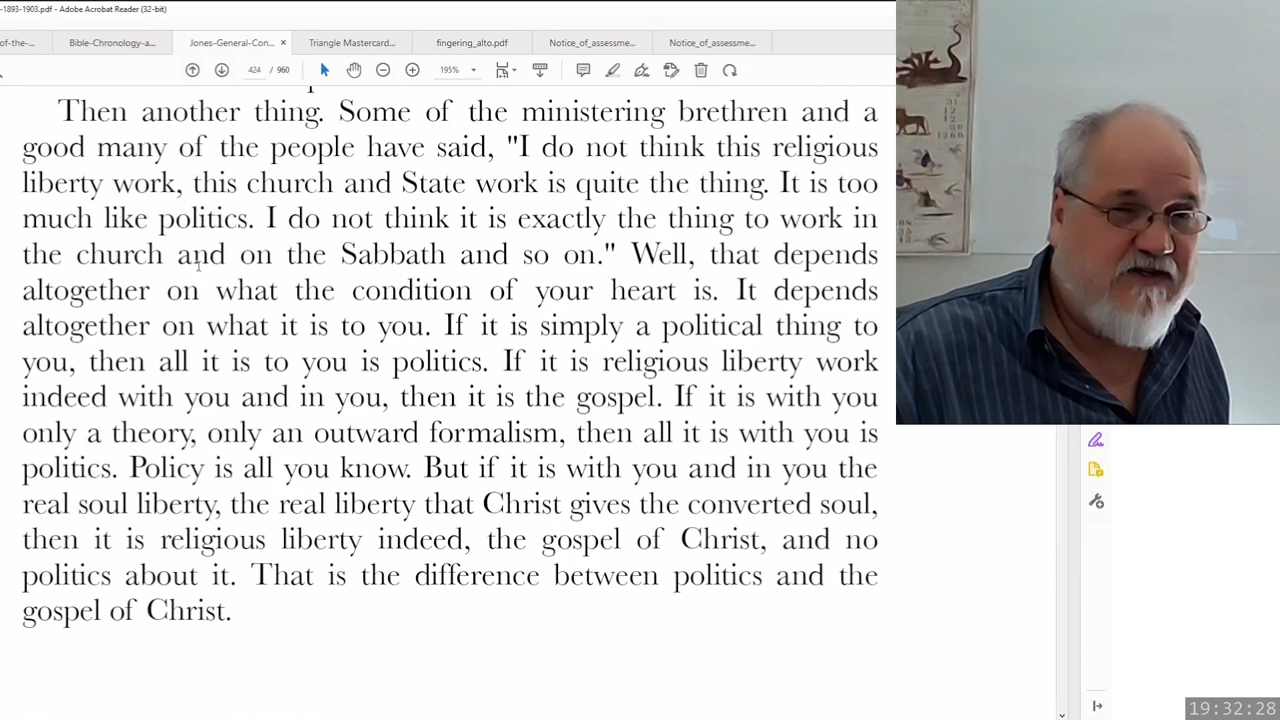 -1893-1903.pdf - Adobe Acrobat Reader (32-bit)
of-the-... Bible-Chronology-a... Jones-General-Con... × Triangle Mastercard... fingering_alto.pdf Notice_of_assessme... Notice_of_assessme...
424 / 960 195%
Then another thing. Some of the ministering brethren and a
good many of the people have said, "I do not think this religious
liberty work, this church and State work is quite the thing. It is too
much like politics. I do not think it is exactly the thing to work in
the church and on the Sabbath and so on." Well, that depends
altogether on what the condition of your heart is. It depends
altogether on what it is to you. If it is simply a political thing to
you, then all it is to you is politics. If it is religious liberty work
indeed with you and in you, then it is the gospel. If it is with you
only a theory, only an outward formalism, then all it is with you is
politics. Policy is all you know. But if it is with you and in you the
real soul liberty, the real liberty that Christ gives the converted soul,
then it is religious liberty indeed, the gospel of Christ, and no
politics about it. That is the difference between politics and the
gospel of Christ.
19:32:28